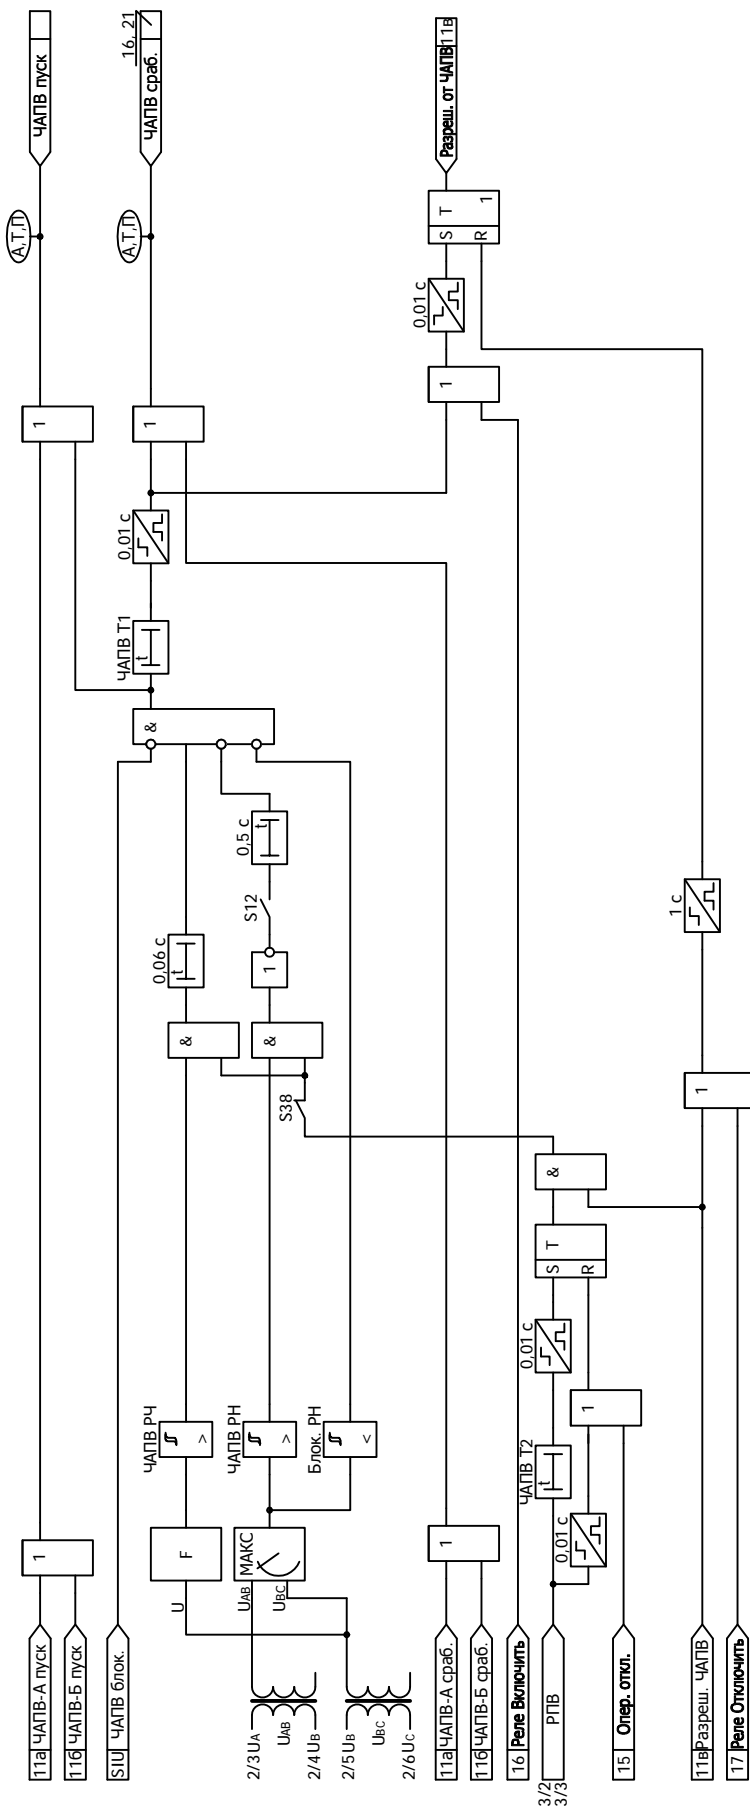 ЧАПВ пуск
16, 21
ЧАПВ сраб.
Разреш. от ЧАПВ 11в
А,Т,П
А,Т,П
S T 1
R
0,01 с
1
1
1
0,01 с
ЧАПВ Т1
t
&
0,5 с
t
S12
1 с
0,06 с
t
1
&
&
S38
1
&
S T
R
0,01 с
ЧАПВ РЧ
>
ЧАПВ РН
>
Блок. РН
<
1
ЧАПВ Т2
t
0,01 с
1
F
МАКС
1
U
UAB
UBC
11а ЧАПВ-А пуск
11б ЧАПВ-Б пуск
SIU ЧАПВ блок.
2/3 UA
UAB
2/4 UB
2/5 UB
UBC
2/6 UC
11а ЧАПВ-А сраб.
11б ЧАПВ-Б сраб.
16 Реле Включить
3/2
3/3
РПВ
15 Опер. откл.
11в Разреш. ЧАПВ
17 Реле Отключить